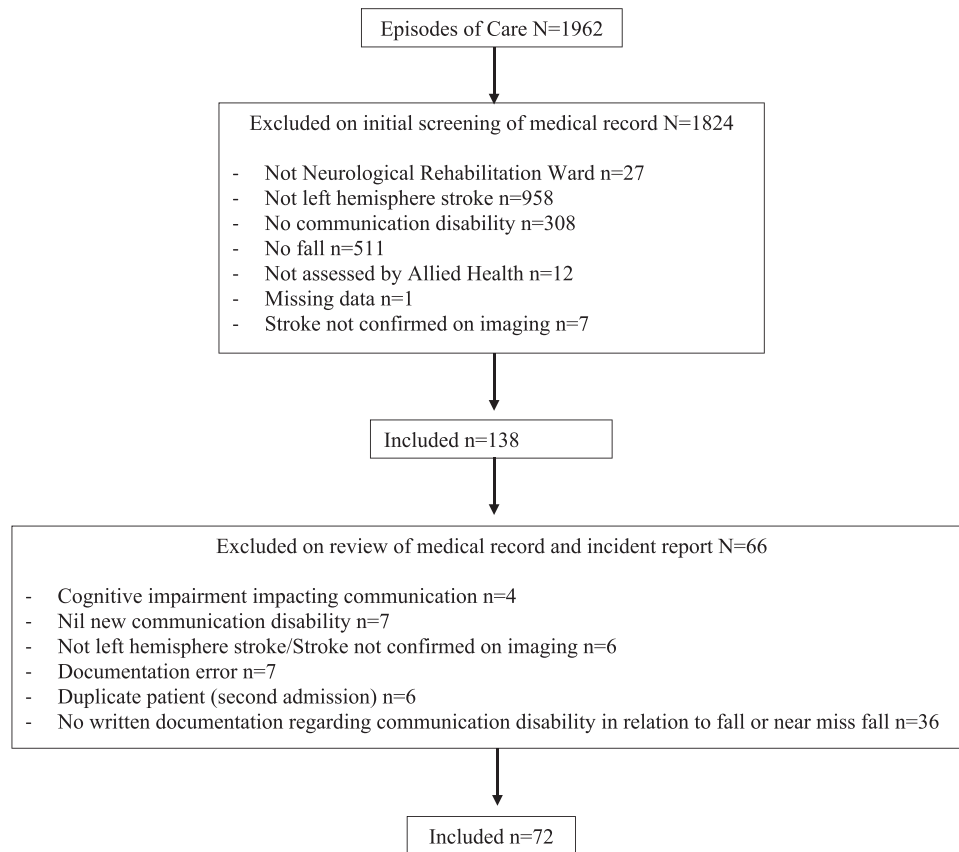 Episodes of Care N=1962
Excluded on initial screening of medical record N=1824
- Not Neurological Rehabilitation Ward n=27
- Not left hemisphere stroke n=958
- No communication disability n=308
- No fall n=511
- Not assessed by Allied Health n=12
- Missing data n=1
- Stroke not confirmed on imaging n=7
Included n=138
Excluded on review of medical record and incident report N=66
- Cognitive impairment impacting communication n=4
- Nil new communication disability n=7
- Not left hemisphere stroke/Stroke not confirmed on imaging n=6
- Documentation error n=7
- Duplicate patient (second admission) n=6
- No written documentation regarding communication disability in relation to fall or near miss fall n=36
Included n=72